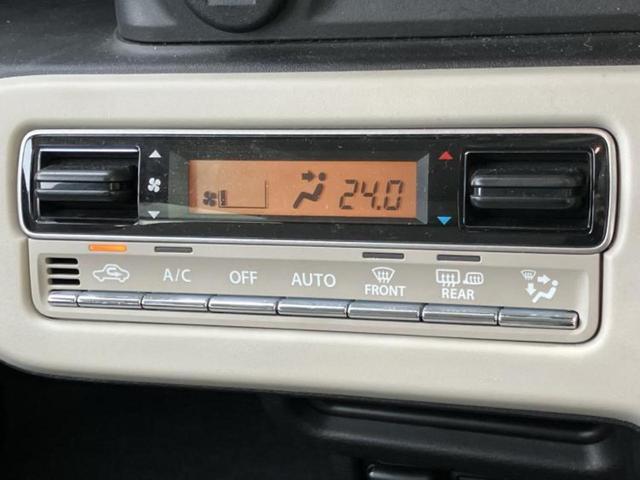 24.0
A/C OFF AUTO FRONT REAR